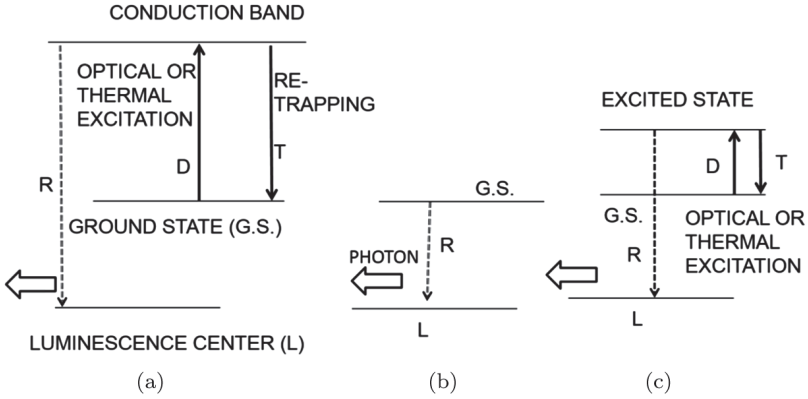 CONDUCTION BAND
OPTICAL OR
THERMAL
EXCITATION
RE-
TRAPPING
R
D
T
GROUND STATE (G.S.)
LUMINESCENCE CENTER (L)
(a)
G.S.
R
PHOTON
L
(b)
EXCITED STATE
D
T
G.S.
R
OPTICAL OR
THERMAL
EXCITATION
L
(c)